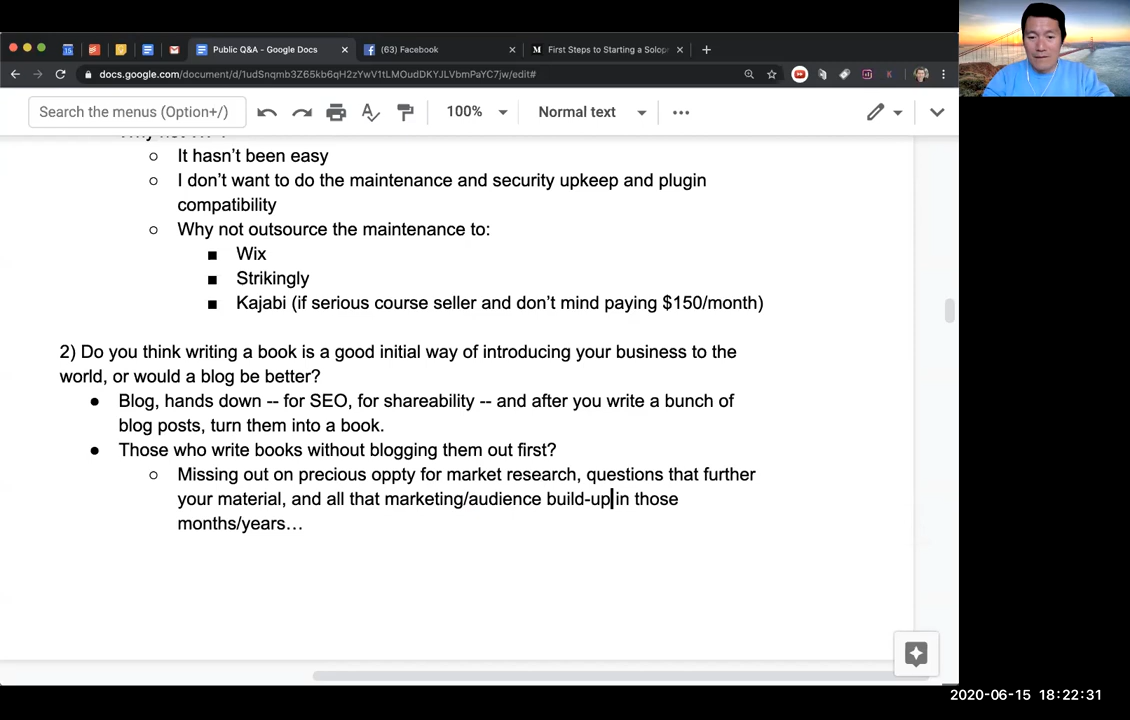 Public Q&A - Google Docs
(63) Facebook
First Steps to Starting a Solop
docs.google.com/document/d/1udSnqmb3Z65kb6qH2zYwV1tLMOudDKYJLVbmPaYC7jw/edit#
Search the menus (Option+/)
100%
Normal text
It hasn't been easy
I don't want to do the maintenance and security upkeep and plugin
compatibility
Why not outsource the maintenance to:
Wix
Strikingly
Kajabi (if serious course seller and don't mind paying $150/month)
2) Do you think writing a book is a good initial way of introducing your business to the
world, or would a blog be better?
Blog, hands down -- for SEO, for shareability -- and after you write a bunch of
blog posts, turn them into a book.
Those who write books without blogging them out first?
Missing out on precious oppty for market research, questions that further
your material, and all that marketing/audience build-up in those
months/years…
2020-06-15 18:22:31